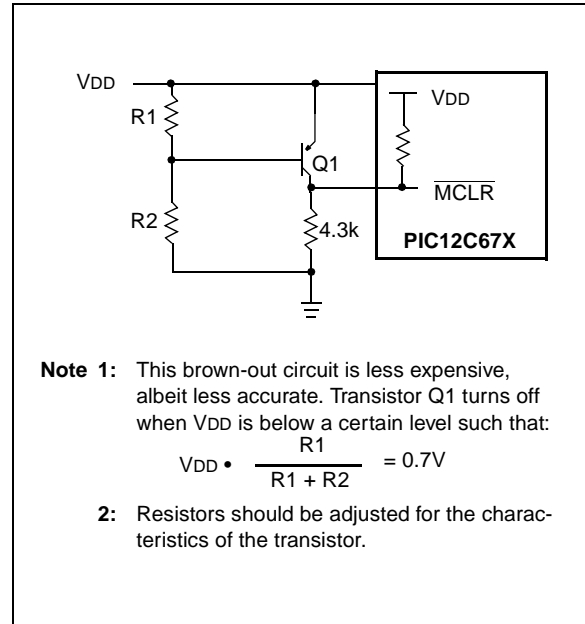 VDD
VDD
R1
Q1
MCLR
R2
4.3k
PIC12C67X
Note 1: This brown-out circuit is less expensive,
albeit less accurate. Transistor Q1 turns off
when VDD is below a certain level such that:
R1
VDD • = 0.7V
R1 + R2
2: Resistors should be adjusted for the charac-
teristics of the transistor.